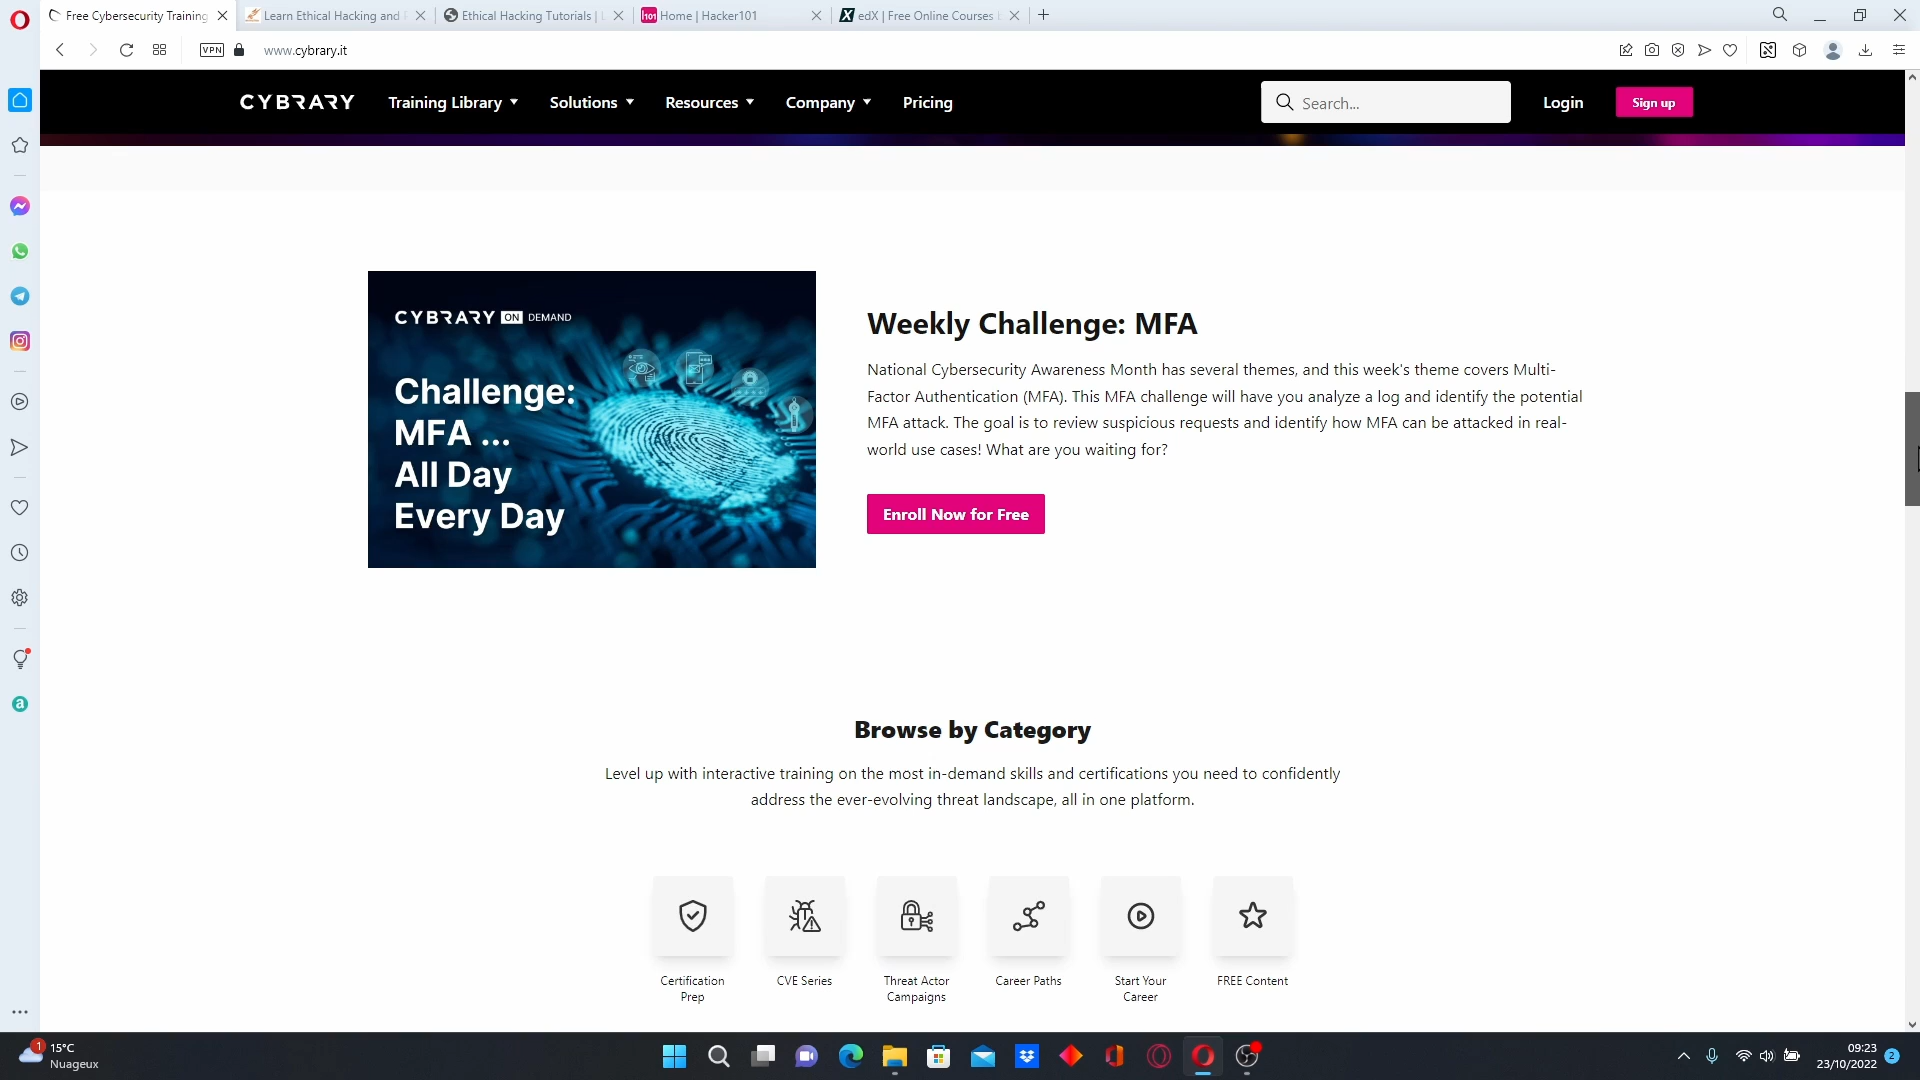 Free Cybersecurity Training
Learn Ethical Hacking and
Ethical Hacking Tutorials |
101 Home | Hacker101
X edX | Free Online Courses
VPN www.cybrary.it
CYBRARY Training Library Solutions Resources Company Pricing Search... Login Sign up
CYBRARY ON DEMAND
Challenge:
MFA ...
All Day
Every Day
Weekly Challenge: MFA
National Cybersecurity Awareness Month has several themes, and this week's theme covers Multi-
Factor Authentication (MFA). This MFA challenge will have you analyze a log and identify the potential
MFA attack. The goal is to review suspicious requests and identify how MFA can be attacked in real-
world use cases! What are you waiting for?
Enroll Now for Free
Browse by Category
Level up with interactive training on the most in-demand skills and certifications you need to confidently
address the ever-evolving threat landscape, all in one platform.
Certification
Prep
CVE Series
Threat Actor
Campaigns
Career Paths
Start Your
Career
FREE Content
a
1
15°C
Nuageux
09:23
23/10/2022
2